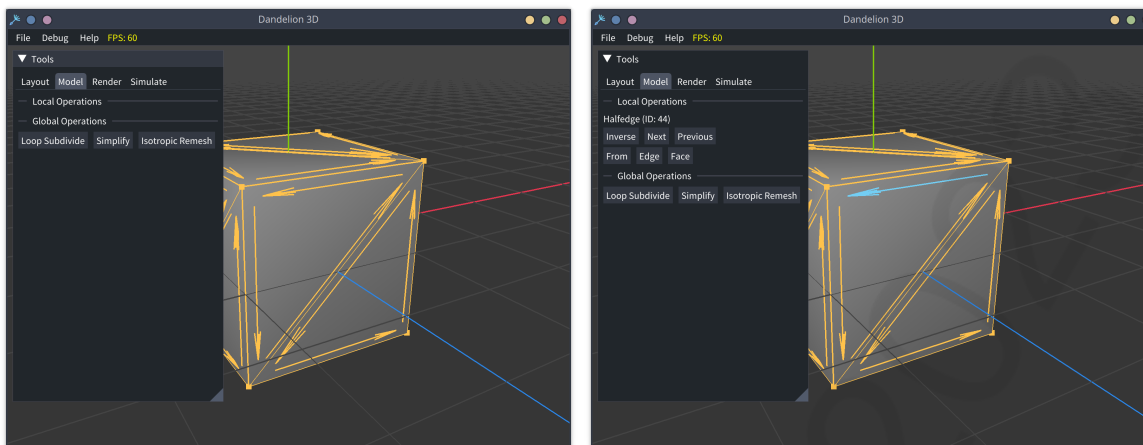 Dandelion 3D
File Debug Help FPS: 60
Tools
Layout Model Render Simulate
Local Operations
Global Operations
Loop Subdivide Simplify Isotropic Remesh
Dandelion 3D
File Debug Help FPS: 60
Tools
Layout Model Render Simulate
Local Operations
Halfedge (ID: 44)
Inverse Next Previous
From Edge Face
Global Operations
Loop Subdivide Simplify Isotropic Remesh